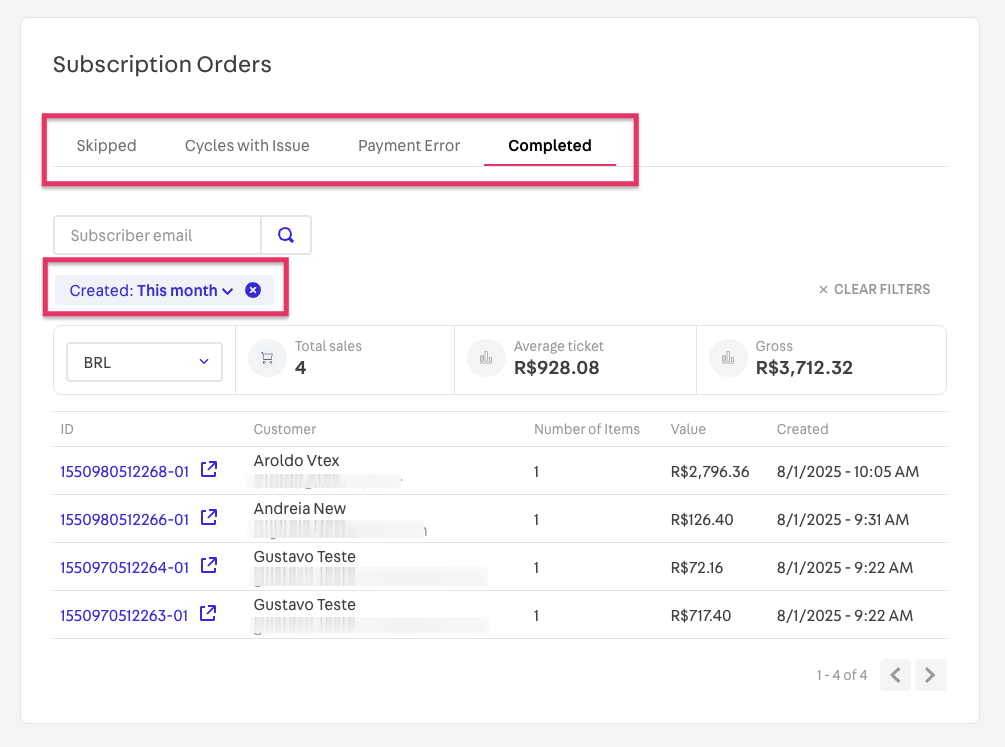 Subscription Orders
Skipped Cycles with Issue Payment Error Completed
Subscriber email
Created: This month
CLEAR FILTERS
BRL
Total sales
4
Average ticket
R$928.08
Gross
R$3,712.32
ID Customer Number of Items Value Created
1550980512268-01 Aroldo Vtex 1 R$2,796.36 8/1/2025 - 10:05 AM
1550980512266-01 Andreia New 1 R$126.40 8/1/2025 - 9:31 AM
1550970512264-01 Gustavo Teste 1 R$72.16 8/1/2025 - 9:22 AM
1550970512263-01 Gustavo Teste 1 R$717.40 8/1/2025 - 9:22 AM
1 - 4 of 4